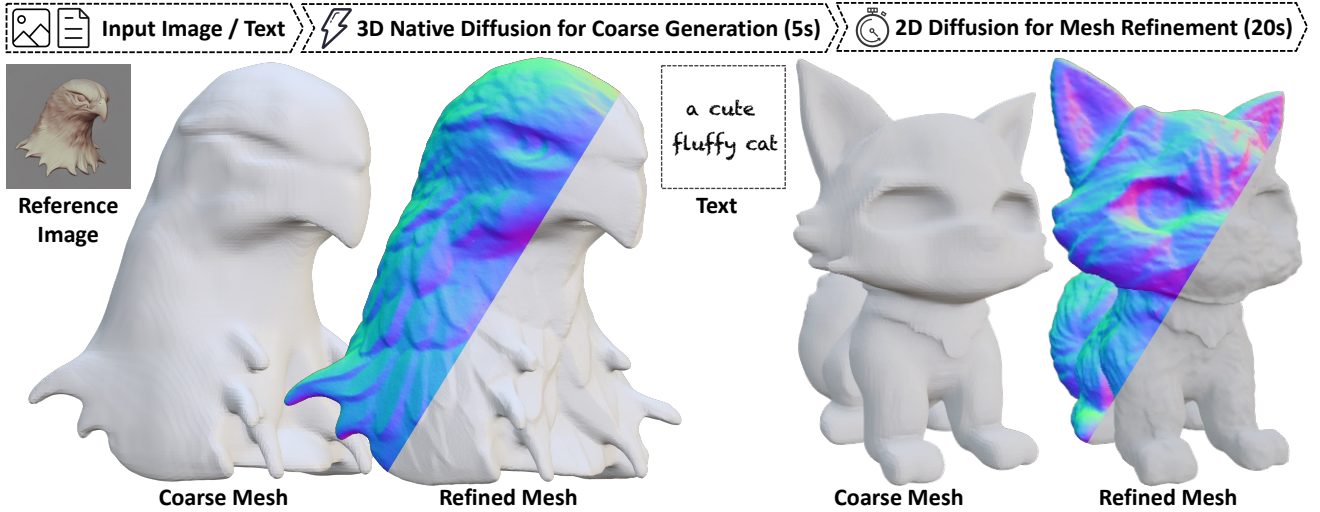 Input Image / Text
3D Native Diffusion for Coarse Generation (5s)
2D Diffusion for Mesh Refinement (20s)
Reference
Image
Coarse Mesh
Refined Mesh
a cute
fluffy cat
Text
Coarse Mesh
Refined Mesh